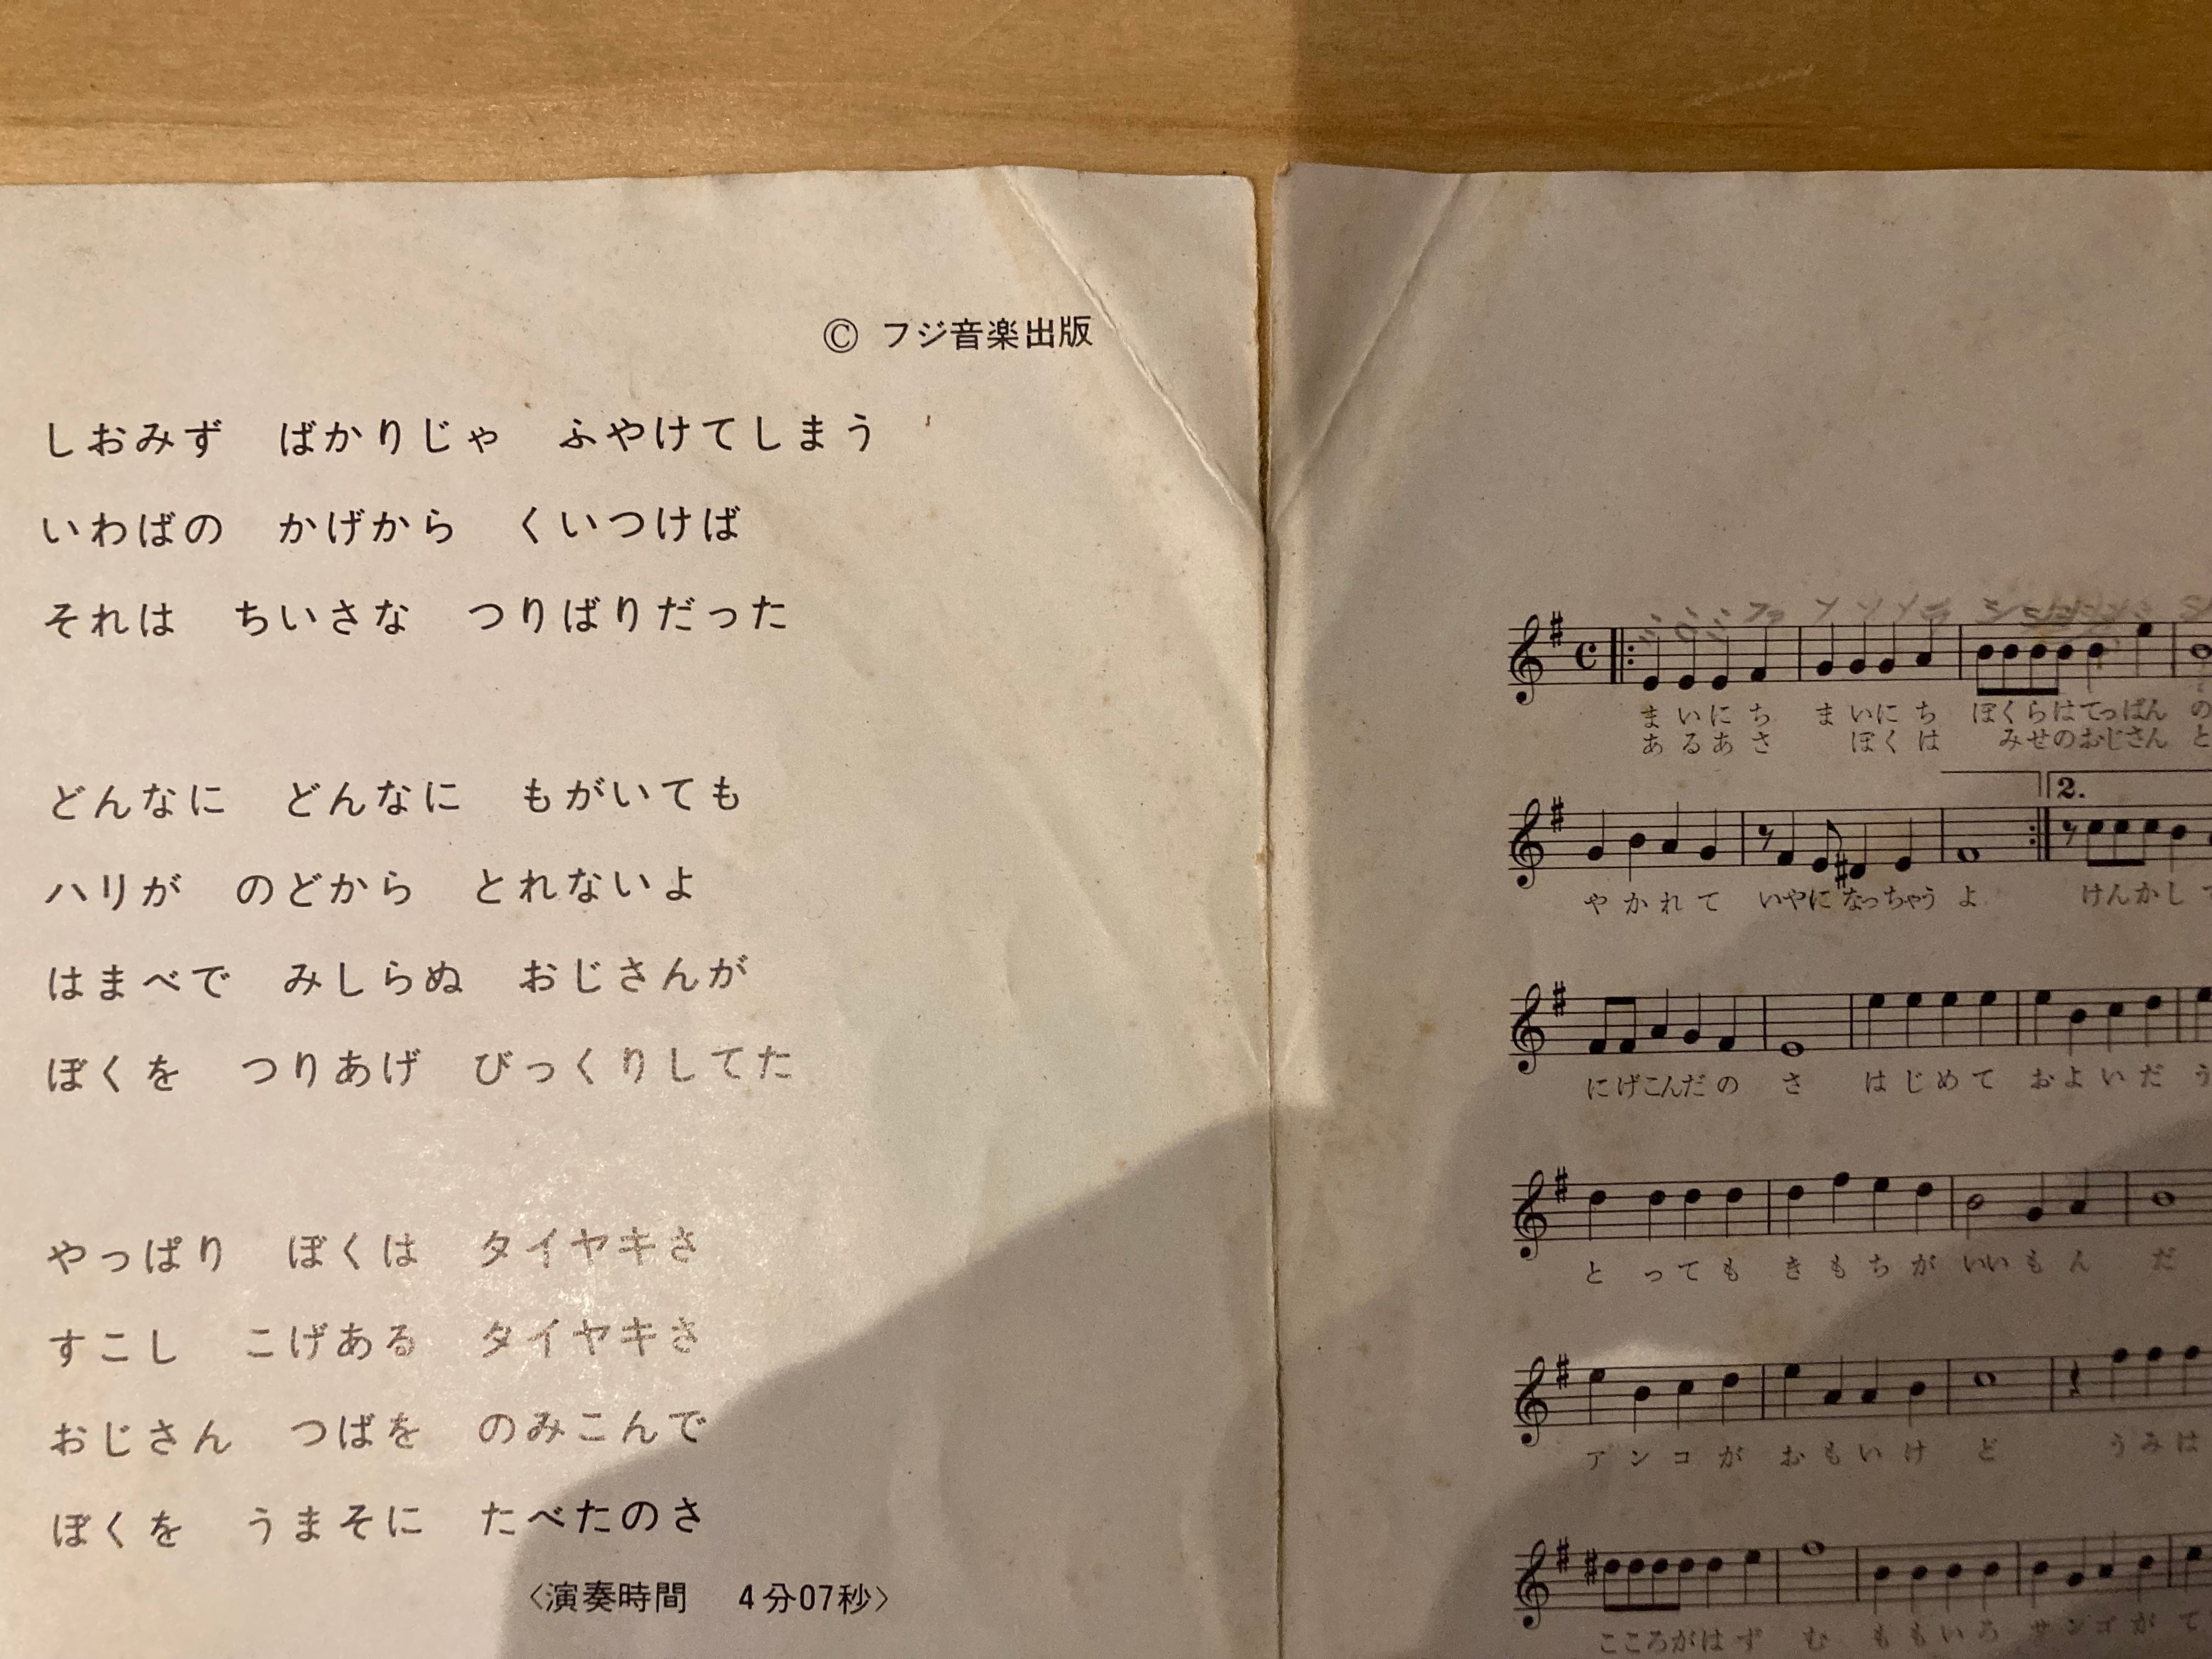 Ⓒ フジ音楽出版
しおみず ばかりじゃ ふやけてしまう
いわばの かげから くいつけば
それは ちいさな つりばりだった
どんなに どんなに もがいても
ハリが のどから とれないよ
はまべで みしらぬ おじさんが
ぼくを つりあげ びっくりしてた
やっぱり ぼくは タイヤキさ
すこし こげある タイヤキさ
おじさん つばを のみこんで
ぼくを うまそに たべたのさ
〈演奏時間 4分07秒〉
まいにち まいにち ぼくらはてっぱん の
あるあさ ぼくは みせのおじさん と
2.
やかれて いやになっちゃう よ けんかし
にげこんだの さ はじめて およいだ う
とっても きもちが いいもん だ
アンコが おもいけ ど うみは
こころがはず む ももいろ サンゴが て